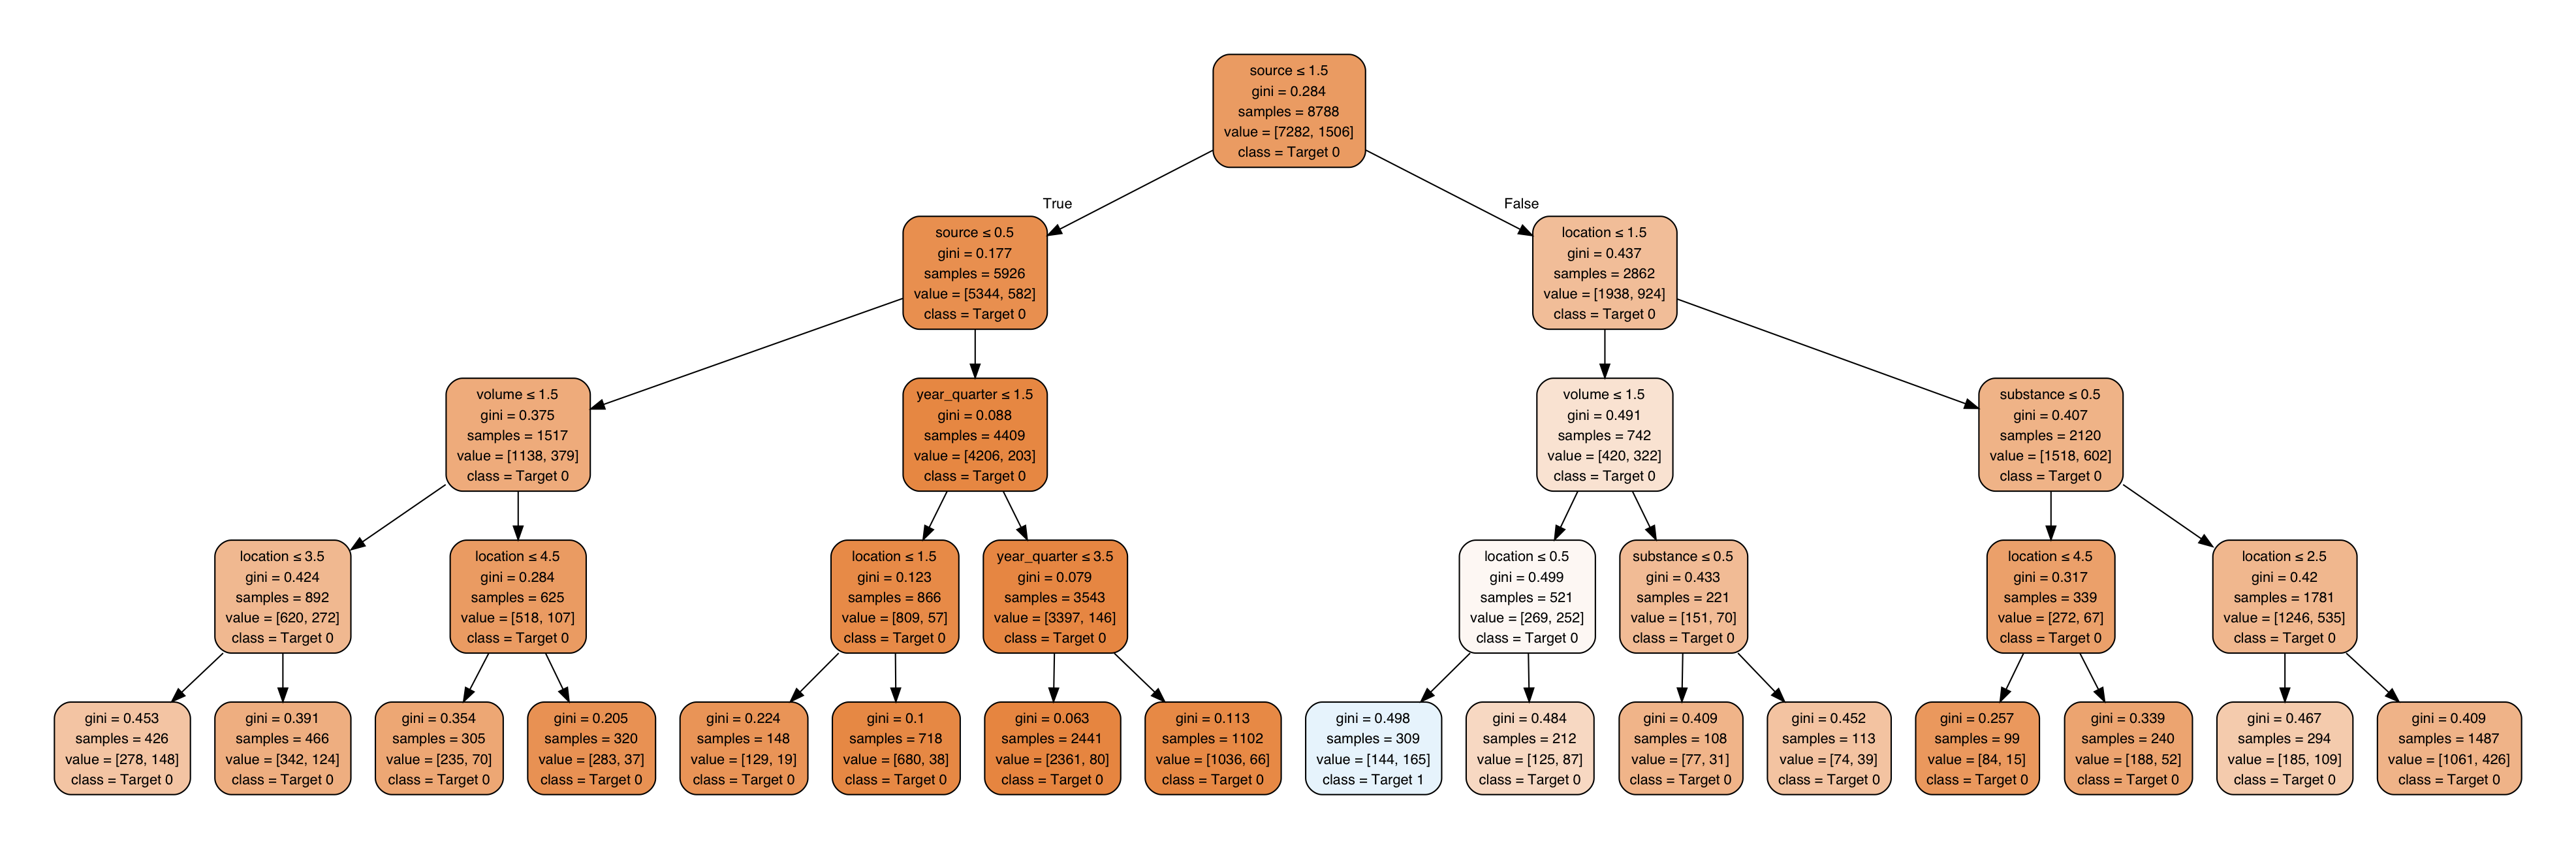 source ≤ 1.5
gini = 0.284
samples = 8788
value = [7282, 1506]
class = Target 0
True
False
source ≤ 0.5
gini = 0.177
samples = 5926
value = [5344, 582]
class = Target 0
location ≤ 1.5
gini = 0.437
samples = 2862
value = [1938, 924]
class = Target 0
volume ≤ 1.5
gini = 0.375
samples = 1517
value = [1138, 379]
class = Target 0
year_quarter ≤ 1.5
gini = 0.088
samples = 4409
value = [4206, 203]
class = Target 0
volume ≤ 1.5
gini = 0.491
samples = 742
value = [420, 322]
class = Target 0
substance ≤ 0.5
gini = 0.407
samples = 2120
value = [1518, 602]
class = Target 0
location ≤ 3.5
gini = 0.424
samples = 892
value = [620, 272]
class = Target 0
location ≤ 4.5
gini = 0.284
samples = 625
value = [518, 107]
class = Target 0
location ≤ 1.5
gini = 0.123
samples = 866
value = [809, 57]
class = Target 0
year_quarter ≤ 3.5
gini = 0.079
samples = 3543
value = [3397, 146]
class = Target 0
location ≤ 0.5
gini = 0.499
samples = 521
value = [269, 252]
class = Target 0
substance ≤ 0.5
gini = 0.433
samples = 221
value = [151, 70]
class = Target 0
location ≤ 4.5
gini = 0.317
samples = 339
value = [272, 67]
class = Target 0
location ≤ 2.5
gini = 0.42
samples = 1781
value = [1246, 535]
class = Target 0
gini = 0.453
samples = 426
value = [278, 148]
class = Target 0
gini = 0.391
samples = 466
value = [342, 124]
class = Target 0
gini = 0.354
samples = 305
value = [235, 70]
class = Target 0
gini = 0.205
samples = 320
value = [283, 37]
class = Target 0
gini = 0.224
samples = 148
value = [129, 19]
class = Target 0
gini = 0.1
samples = 718
value = [680, 38]
class = Target 0
gini = 0.063
samples = 2441
value = [2361, 80]
class = Target 0
gini = 0.113
samples = 1102
value = [1036, 66]
class = Target 0
gini = 0.498
samples = 309
value = [144, 165]
class = Target 1
gini = 0.484
samples = 212
value = [125, 87]
class = Target 0
gini = 0.409
samples = 108
value = [77, 31]
class = Target 0
gini = 0.452
samples = 113
value = [74, 39]
class = Target 0
gini = 0.257
samples = 99
value = [84, 15]
class = Target 0
gini = 0.339
samples = 240
value = [188, 52]
class = Target 0
gini = 0.467
samples = 294
value = [185, 109]
class = Target 0
gini = 0.409
samples = 1487
value = [1061, 426]
class = Target 0